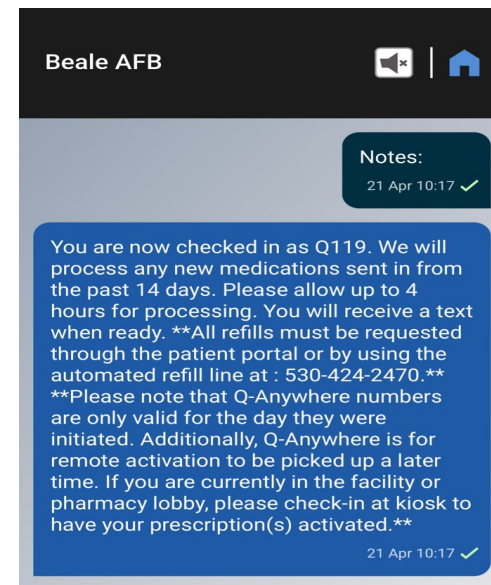 Beale AFB
Notes:
21 Apr 10:17
You are now checked in as Q119. We will
process any new medications sent in from
the past 14 days. Please allow up to 4
hours for processing. You will receive a text
when ready. **All refills must be requested
through the patient portal or by using the
automated refill line at : 530-424-2470.**
**Please note that Q-Anywhere numbers
are only valid for the day they were
initiated. Additionally, Q-Anywhere is for
remote activation to be picked up a later
time. If you are currently in the facility or
pharmacy lobby, please check-in at kiosk to
have your prescription(s) activated.**
21 Apr 10:17